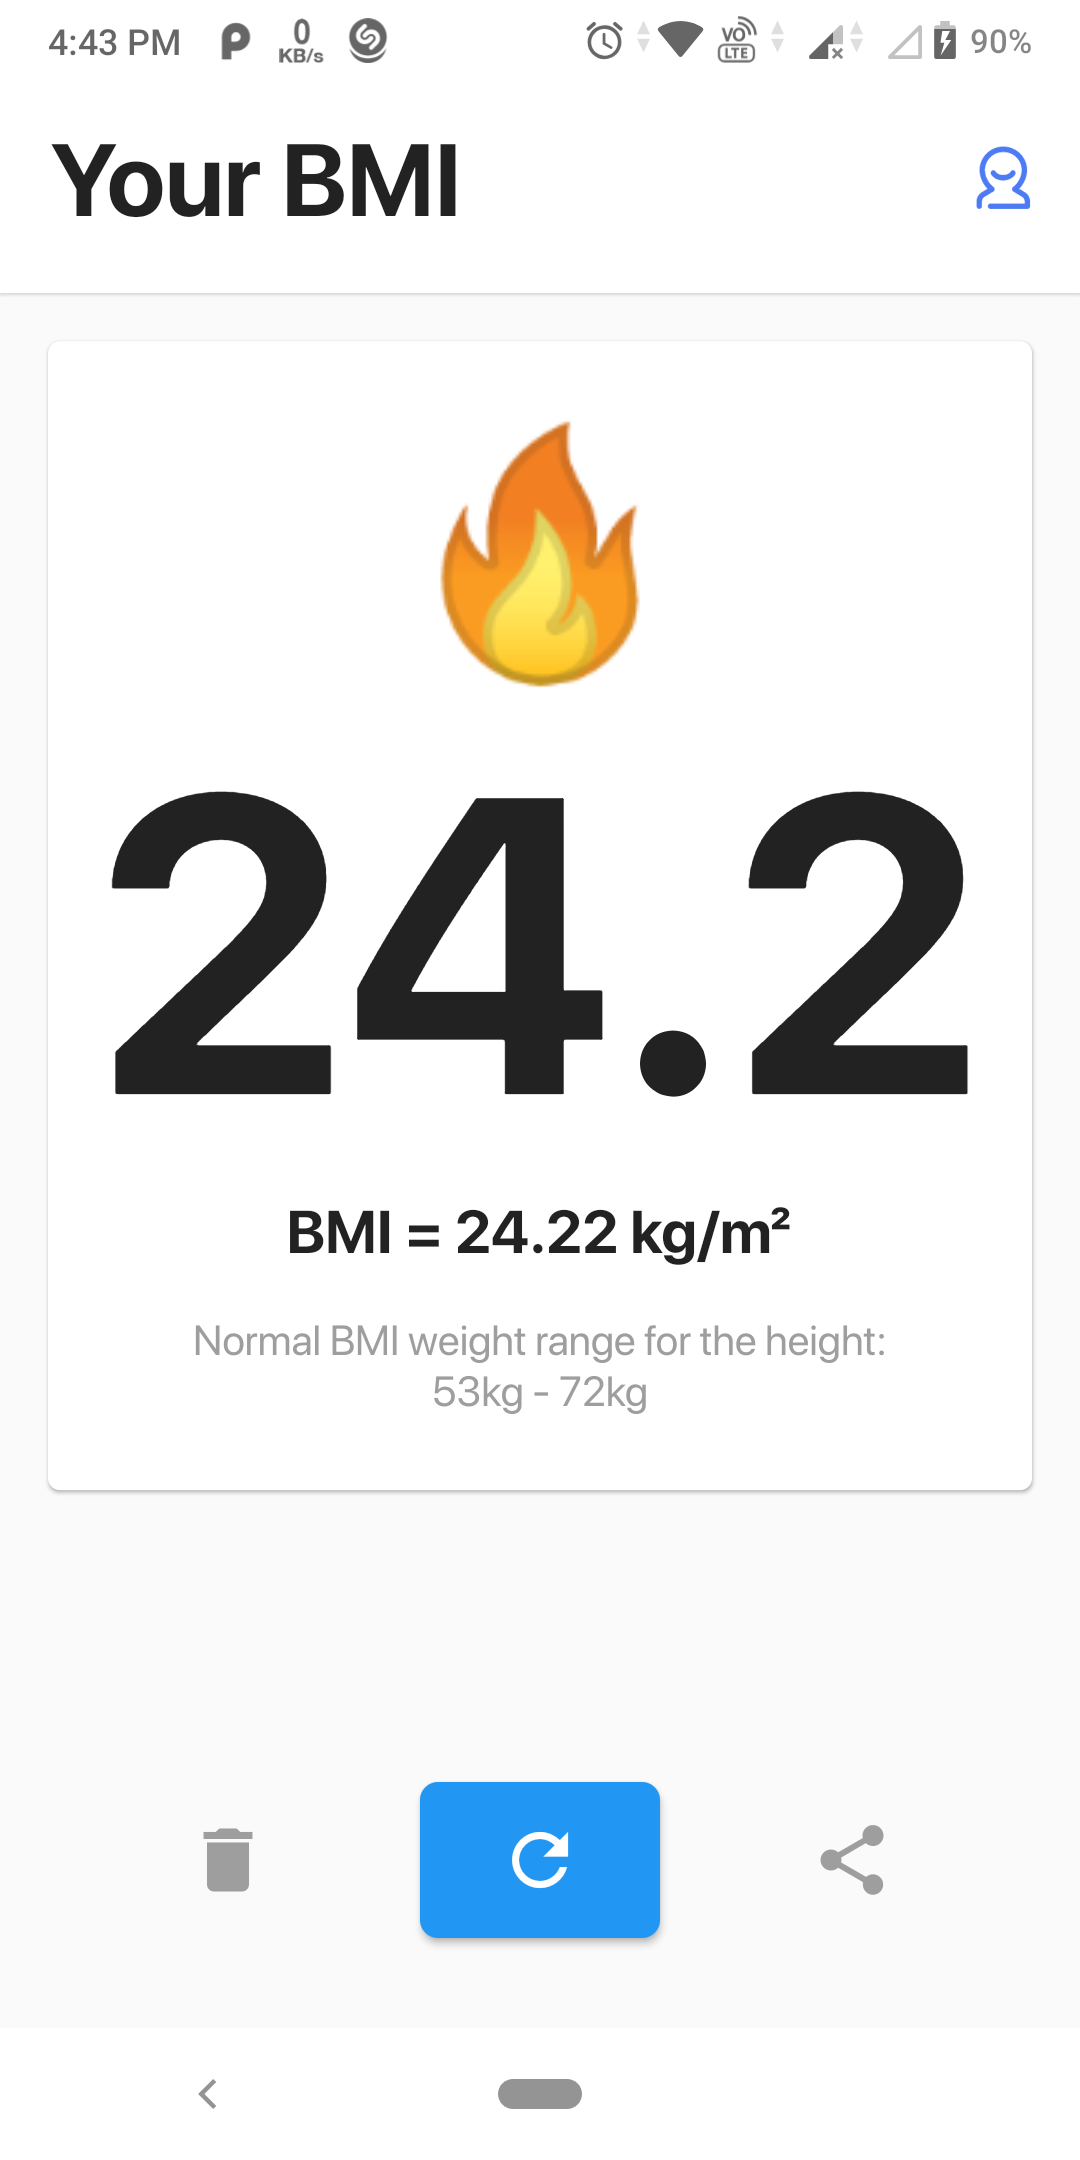 4:43 PM 0 KB/s VO LTE 90%
Your BMI
24.2
BMI = 24.22 kg/m²
Normal BMI weight range for the height:
53kg - 72kg